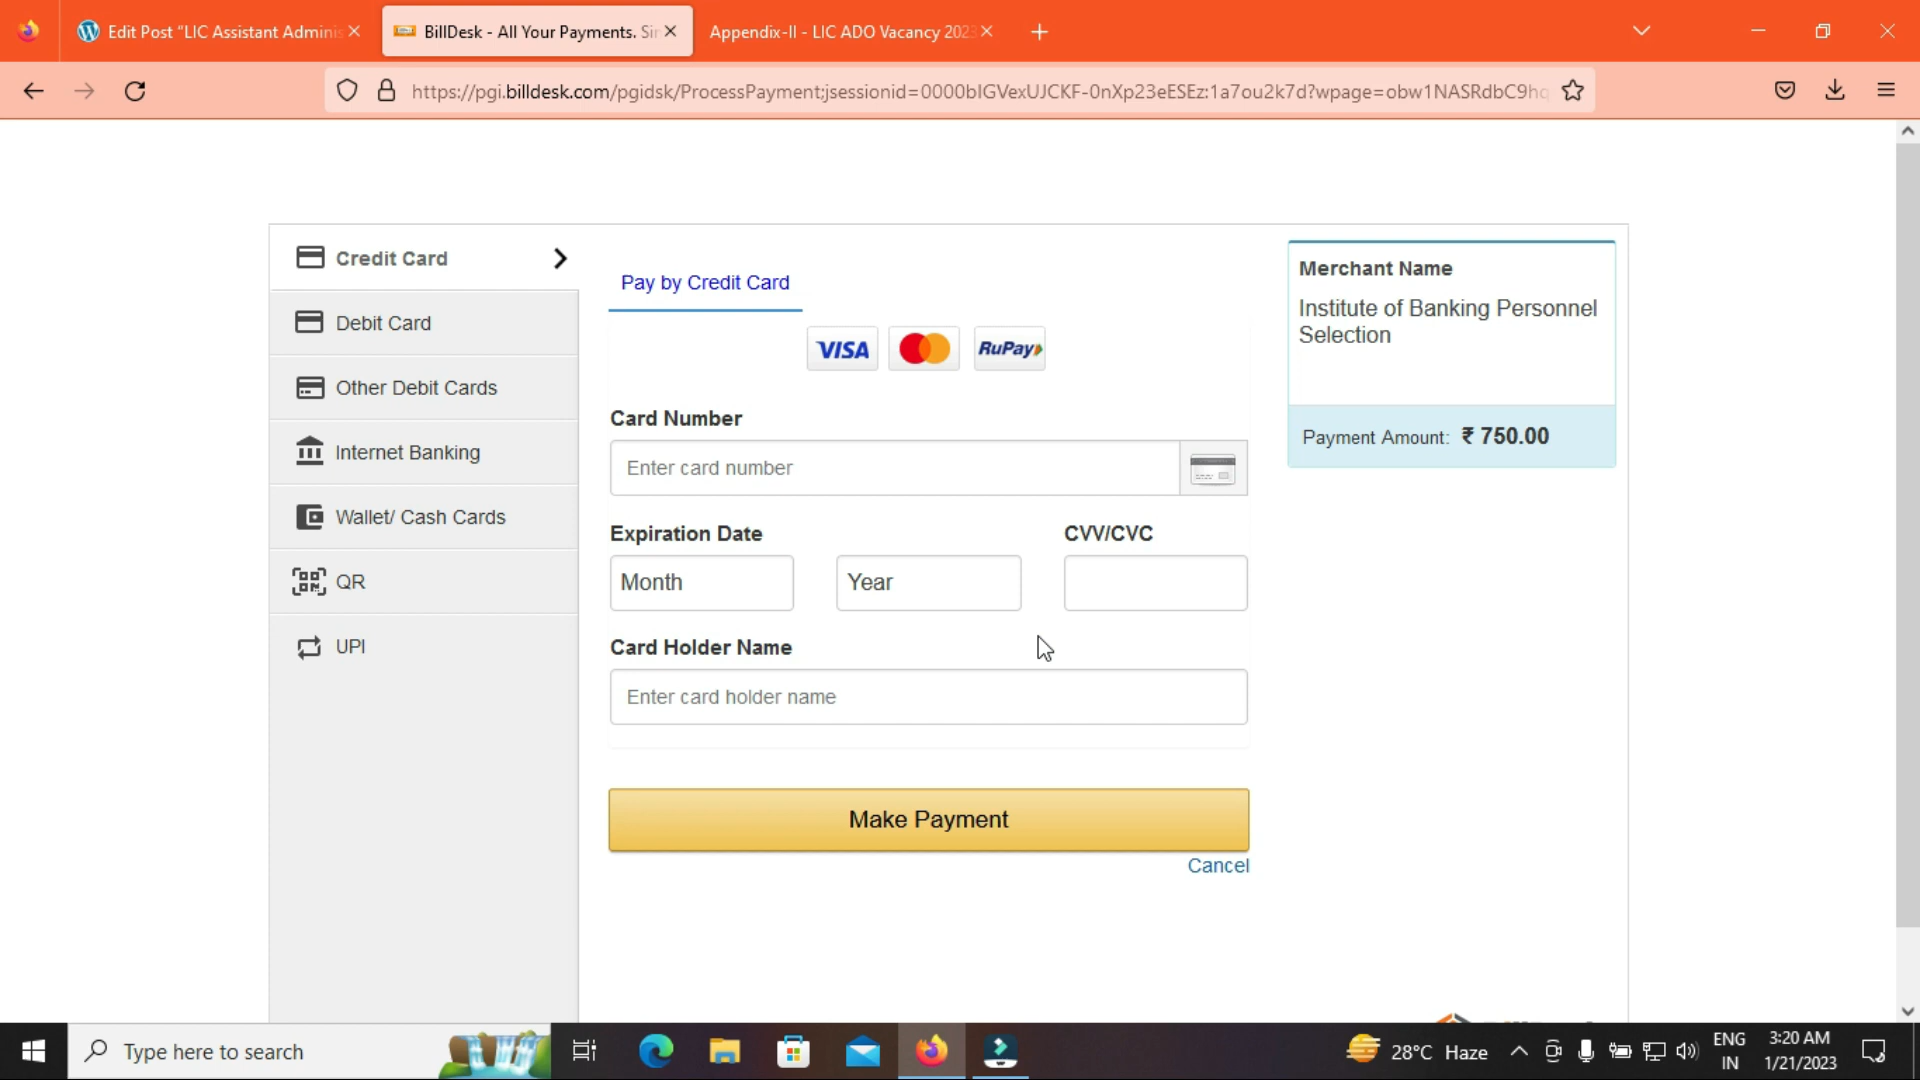 Edit Post “LIC Assistant Adminis
BillDesk - All Your Payments. Sin
Appendix-II - LIC ADO Vacancy 2023
https://pgi.billdesk.com/pgidsk/ProcessPayment;jsessionid=0000bIGVexUJCKF-0nXp23eESEz:1a7ou2k7d?wpage=obw1NASRdbC9hq
Credit Card
Debit Card
Other Debit Cards
Internet Banking
Wallet/ Cash Cards
QR
UPI
Pay by Credit Card
VISA
RuPay
Card Number
Enter card number
Expiration Date
CVV/CVC
Month
Year
Card Holder Name
Enter card holder name
Make Payment
Cancel
Merchant Name
Institute of Banking Personnel
Selection
Payment Amount: ₹ 750.00
Type here to search
28°C Haze
ENG
IN
3:20 AM
1/21/2023